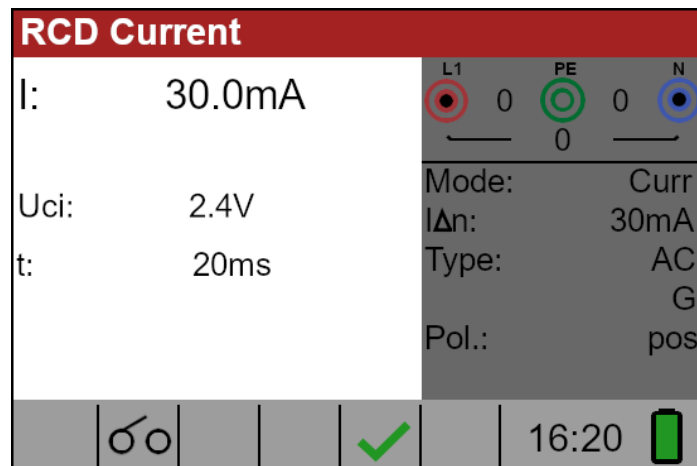 RCD Current
I: 30.0mA
Uci: 2.4V
t: 20ms
L1 PE N
0 0
0
Mode: Curr
IΔn: 30mA
Type: AC
G
Pol.: pos
16:20